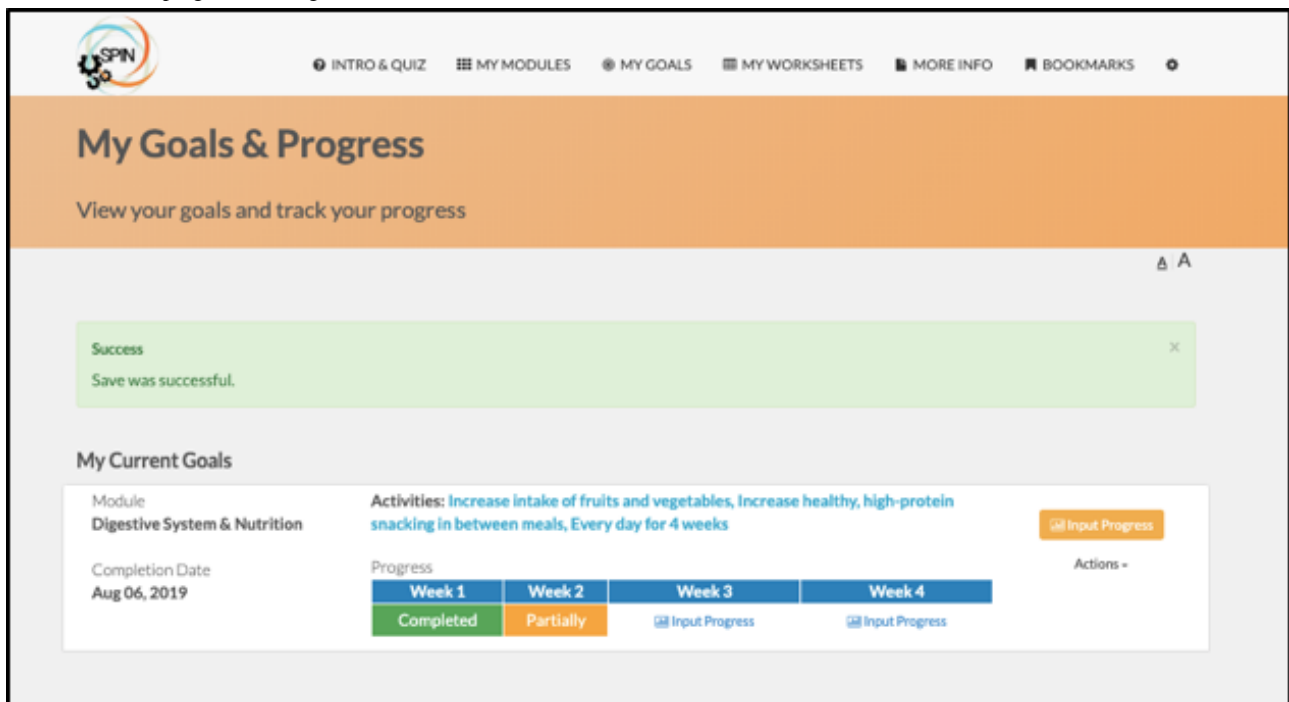 SPIN
INTRO & QUIZ
MY MODULES
MY GOALS
MY WORKSHEETS
MORE INFO
BOOKMARKS
My Goals & Progress
View your goals and track your progress
A A
Success
×
Save was successful.
My Current Goals
Module
Digestive System & Nutrition
Completion Date
Aug 06, 2019
Activities: Increase intake of fruits and vegetables, Increase healthy, high-protein
snacking in between meals, Every day for 4 weeks
Progress
Week 1 Week 2 Week 3 Week 4
Completed Partially Input Progress Input Progress
Input Progress
Actions